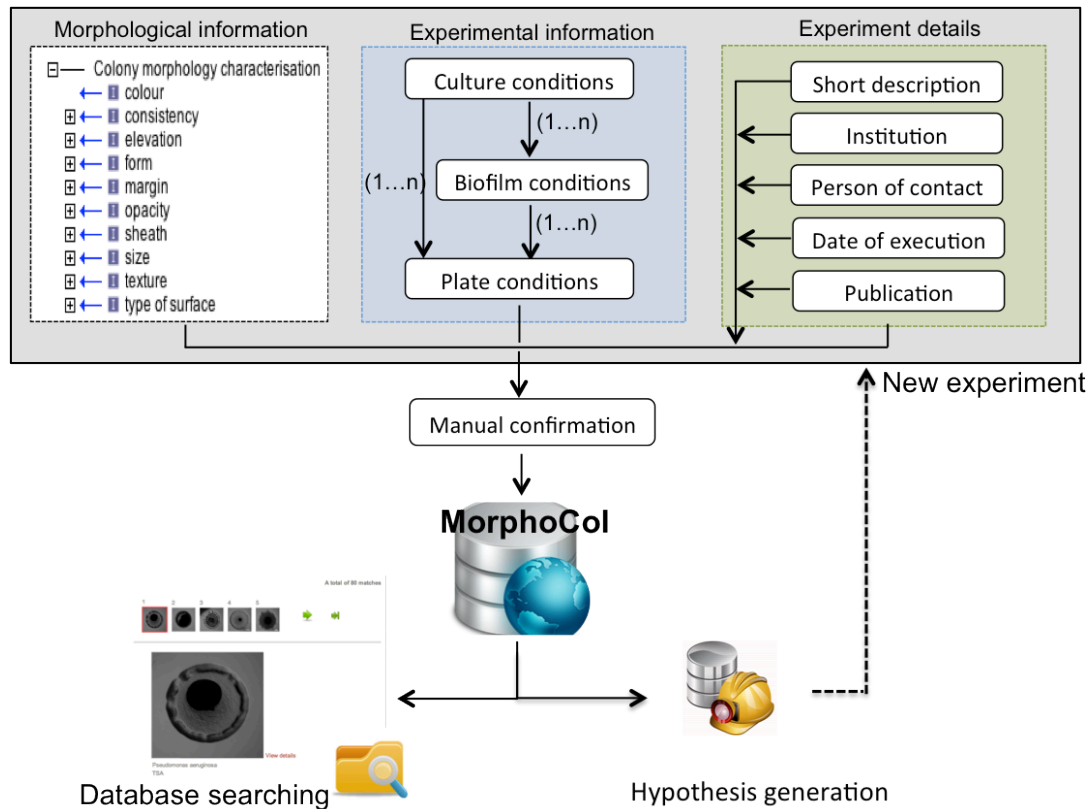 Morphological information
Colony morphology characterisation
colour
consistency
elevation
form
margin
opacity
sheath
size
texture
type of surface
Experimental information
Culture conditions
(1...n)
(1...n)
Biofilm conditions
(1...n)
Plate conditions
Experiment details
Short description
Institution
Person of contact
Date of execution
Publication
New experiment
Manual confirmation
MorphoCol
A total of 80 matches
1 2 3 4 5
View details
Pseudomonas aeruginosa
TSA
Database searching
Hypothesis generation